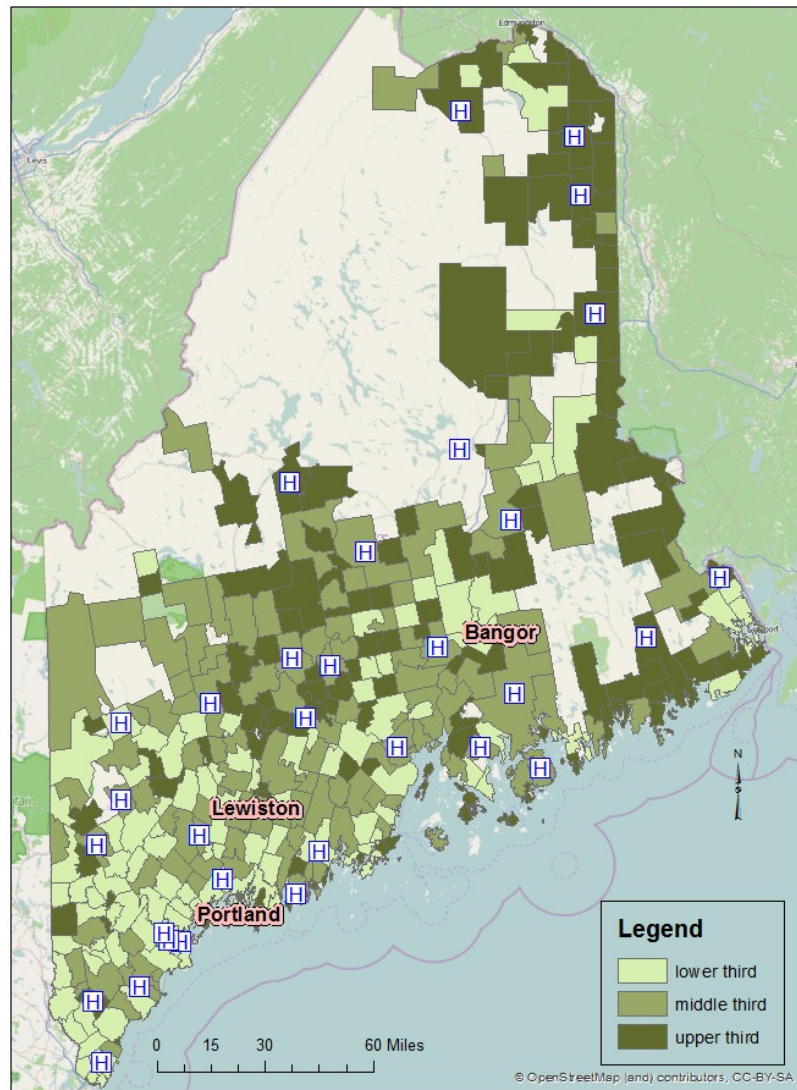 Edmundston
H
H
Lévis
H
H
H
H
H
H
H
Bangor
H
H
H
H
H
H
H
H
H
H
H
N
H
Lewiston
H
H
H
H
H
Portland
H
H
H
H
H
0 15 30 60 Miles
Legend
lower third
middle third
upper third
© OpenStreetMap (and) contributors, CC-BY-SA